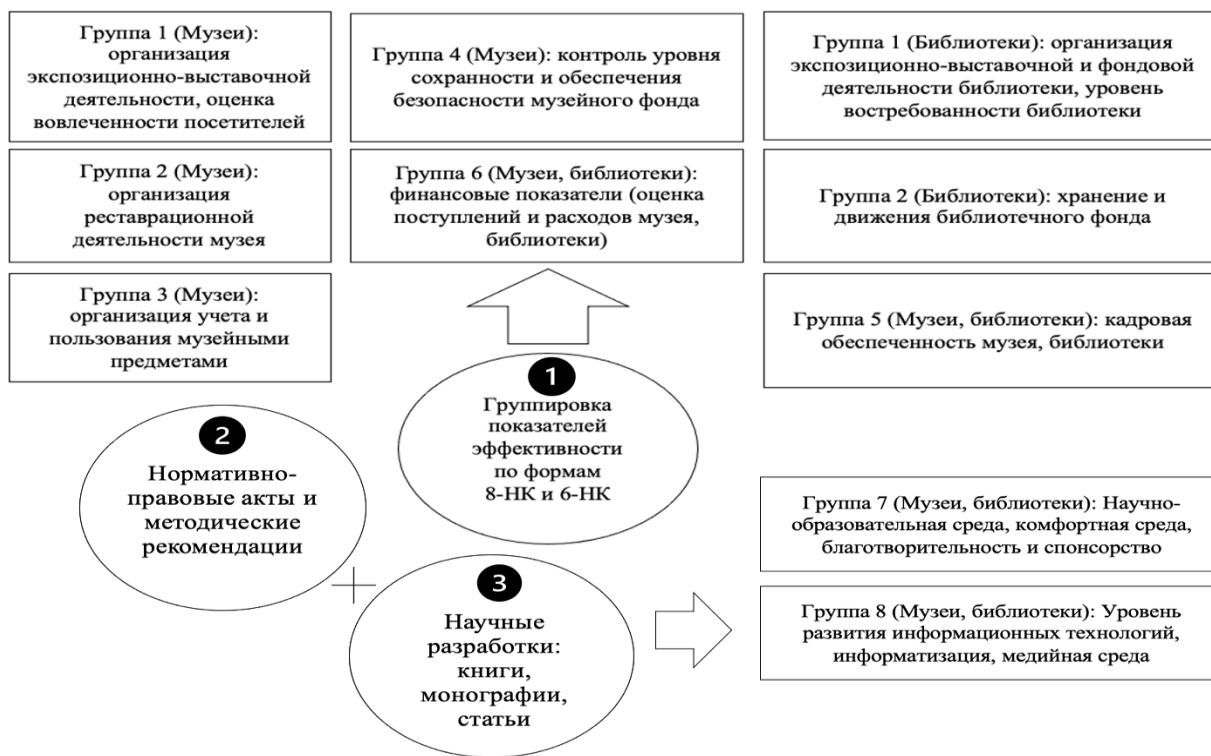 Группа 1 (Музеи):
организация
экспозиционно-выставочной
деятельности, оценка
вовлеченности посетителей
Группа 4 (Музеи): контроль уровня
сохранности и обеспечения
безопасности музейного фонда
Группа 1 (Библиотеки): организация
экспозиционно-выставочной и фондовой
деятельности библиотеки, уровень
востребованности библиотеки
Группа 2 (Музеи):
организация
реставрационной
деятельности музея
Группа 6 (Музеи, библиотеки):
финансовые показатели (оценка
поступлений и расходов музея,
библиотеки)
Группа 2 (Библиотеки): хранение и
движения библиотечного фонда
Группа 3 (Музеи):
организация учета и
пользования музейными
предметами
Группа 5 (Музеи, библиотеки): кадровая
обеспеченность музея, библиотеки
1
Группировка
показателей
эффективности
по формам
8-НК и 6-НК
2
Нормативно-
правовые акты и
методические
рекомендации
3
Научные
разработки:
книги,
монографии,
статьи
Группа 7 (Музеи, библиотеки): Научно-
образовательная среда, комфортная среда,
благотворительность и спонсорство
Группа 8 (Музеи, библиотеки): Уровень
развития информационных технологий,
информатизация, медийная среда